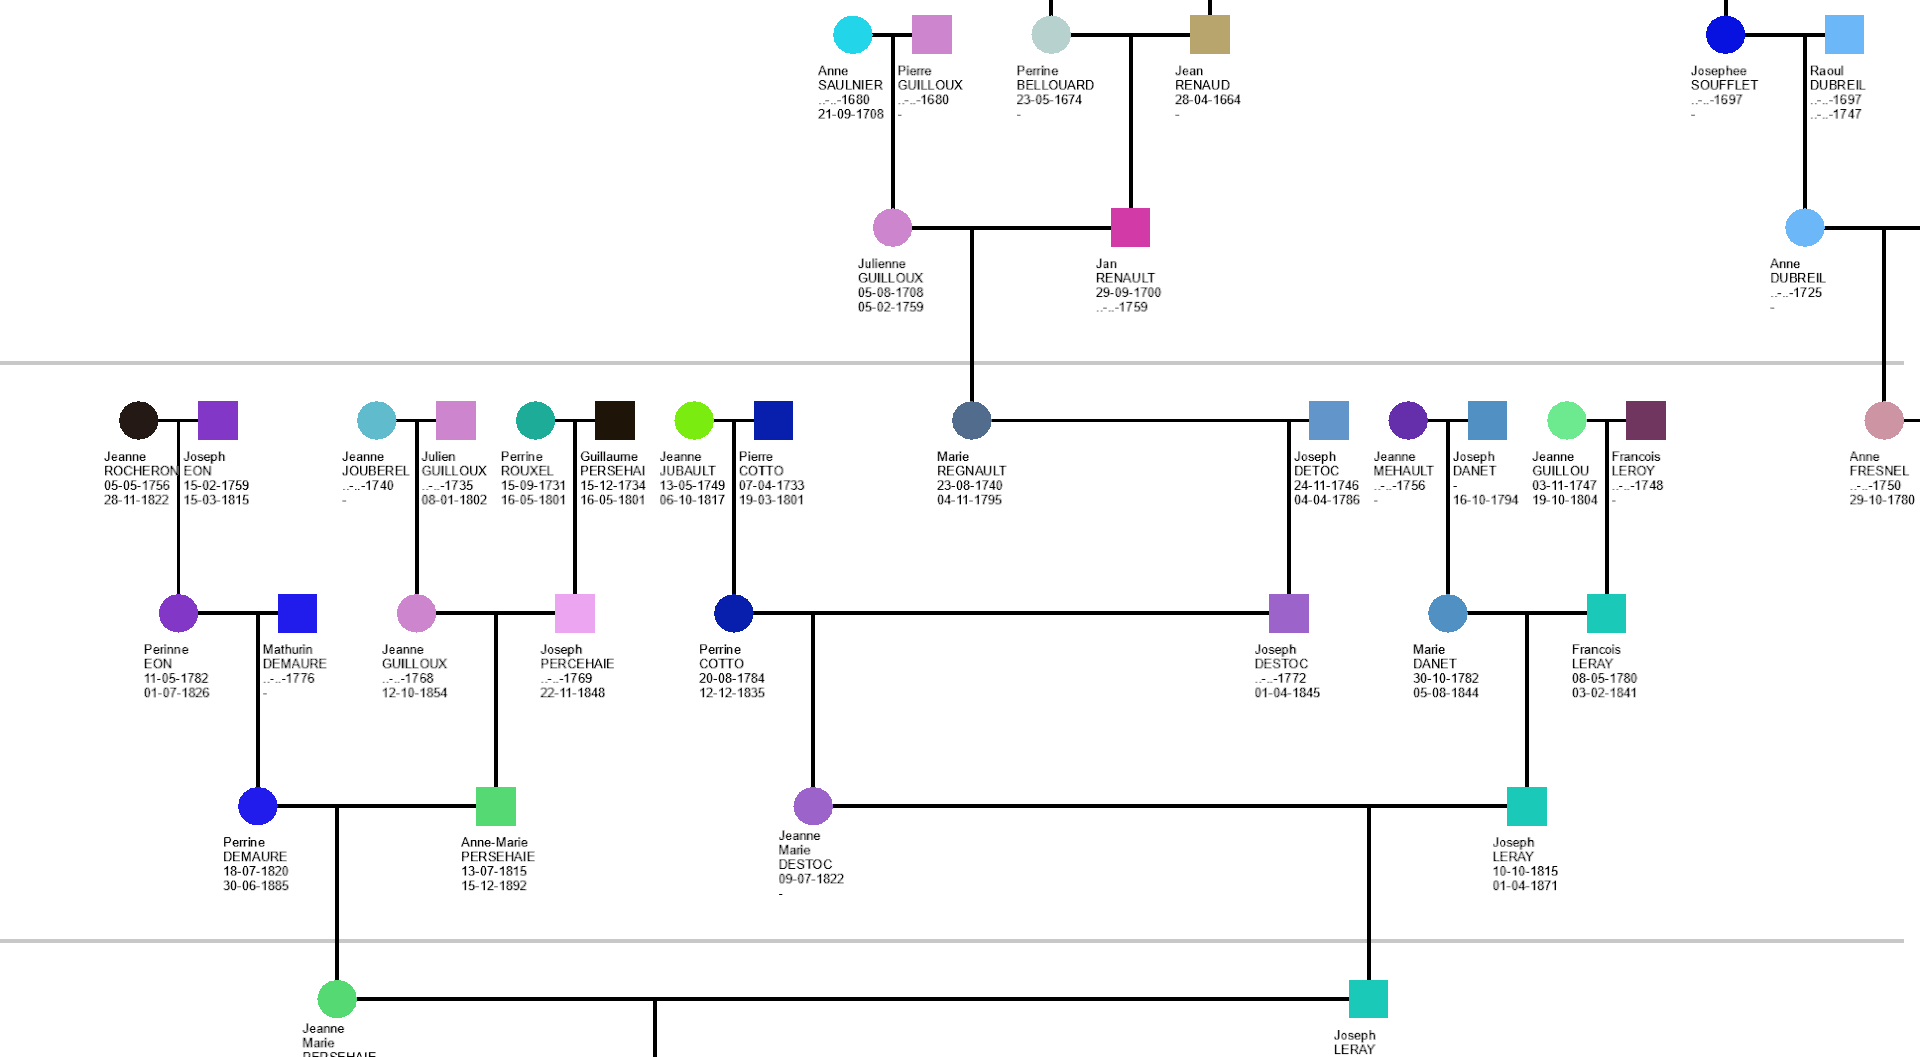 Anne
SAULNIER
..-..-1680
21-09-1708
Pierre
GUILLOUX
..-..-1680
-
Perrine
BELLOUARD
23-05-1674
-
Jean
RENAUD
28-04-1664
-
Josephee
SOUFFLET
..-..-1697
-
Raoul
DUBREIL
..-..-1697
..-..-1747
Julienne
GUILLOUX
05-08-1708
05-02-1759
Jan
RENAULT
29-09-1700
..-..-1759
Anne
DUBREIL
..-..-1725
-
Jeanne
ROCHERON
05-05-1756
28-11-1822
Joseph
EON
15-02-1759
15-03-1815
Jeanne
JOUBEREL
..-..-1740
-
Julien
GUILLOUX
..-..-1735
08-01-1802
Perrine
ROUXEL
15-09-1731
16-05-1801
Guillaume
PERSEHAI
15-12-1734
16-05-1801
Jeanne
JUBAULT
13-05-1749
06-10-1817
Pierre
COTTO
07-04-1733
19-03-1801
Marie
REGNAULT
23-08-1740
04-11-1795
Joseph
DETOC
24-11-1746
04-04-1786
Jeanne
MEHAULT
..-..-1756
-
Joseph
DANET
-
16-10-1794
Jeanne
GUILLOU
03-11-1747
19-10-1804
Francois
LEROY
..-..-1748
-
Anne
FRESNEL
..-..-1750
29-10-1780
Perinne
EON
11-05-1782
01-07-1826
Mathurin
DEMAURE
..-..-1776
-
Jeanne
GUILLOUX
..-..-1768
12-10-1854
Joseph
PERCEHAIE
..-..-1769
22-11-1848
Perrine
COTTO
20-08-1784
12-12-1835
Joseph
DESTOC
..-..-1772
01-04-1845
Marie
DANET
30-10-1782
05-08-1844
Francois
LERAY
08-05-1780
03-02-1841
Perrine
DEMAURE
18-07-1820
30-06-1885
Anne-Marie
PERSEHAIE
13-07-1815
15-12-1892
Jeanne
Marie
DESTOC
09-07-1822
-
Joseph
LERAY
10-10-1815
01-04-1871
Jeanne
Marie
PERSEHAIE
Joseph
LERAY